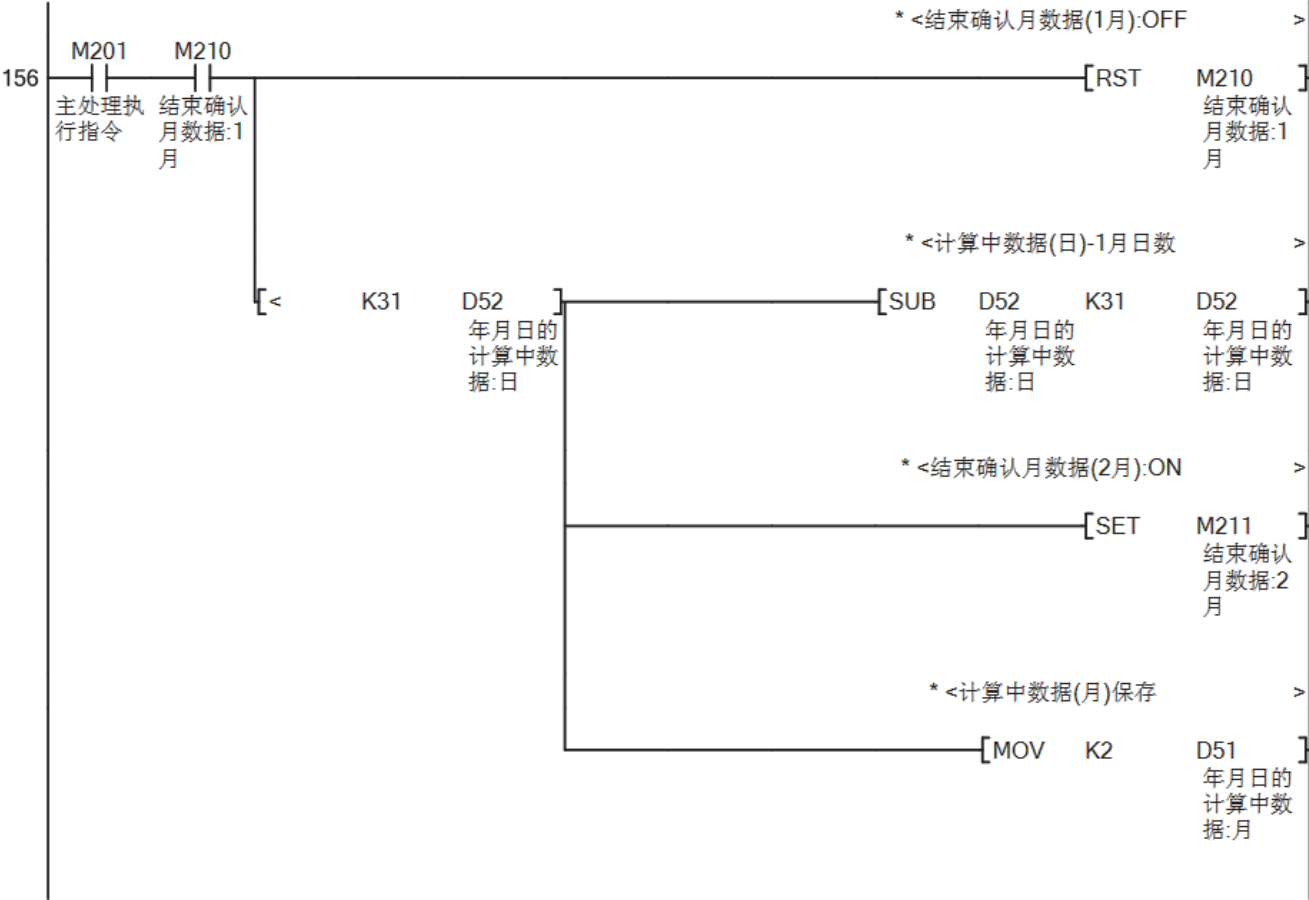 * <结束确认月数据(1月):OFF >
M201 M210
156 [RST M210 ]
主处理执行指令
结束确认月数据:1月
结束确认月数据:1月
* <计算中数据(日)-1月日数 >
[< K31 D52 ] [SUB D52 K31 D52 ]
年月日的计算中数据:日
年月日的计算中数据:日
年月日的计算中数据:日
* <结束确认月数据(2月):ON >
[SET M211 ]
结束确认月数据:2月
* <计算中数据(月)保存 >
[MOV K2 D51 ]
年月日的计算中数据:月